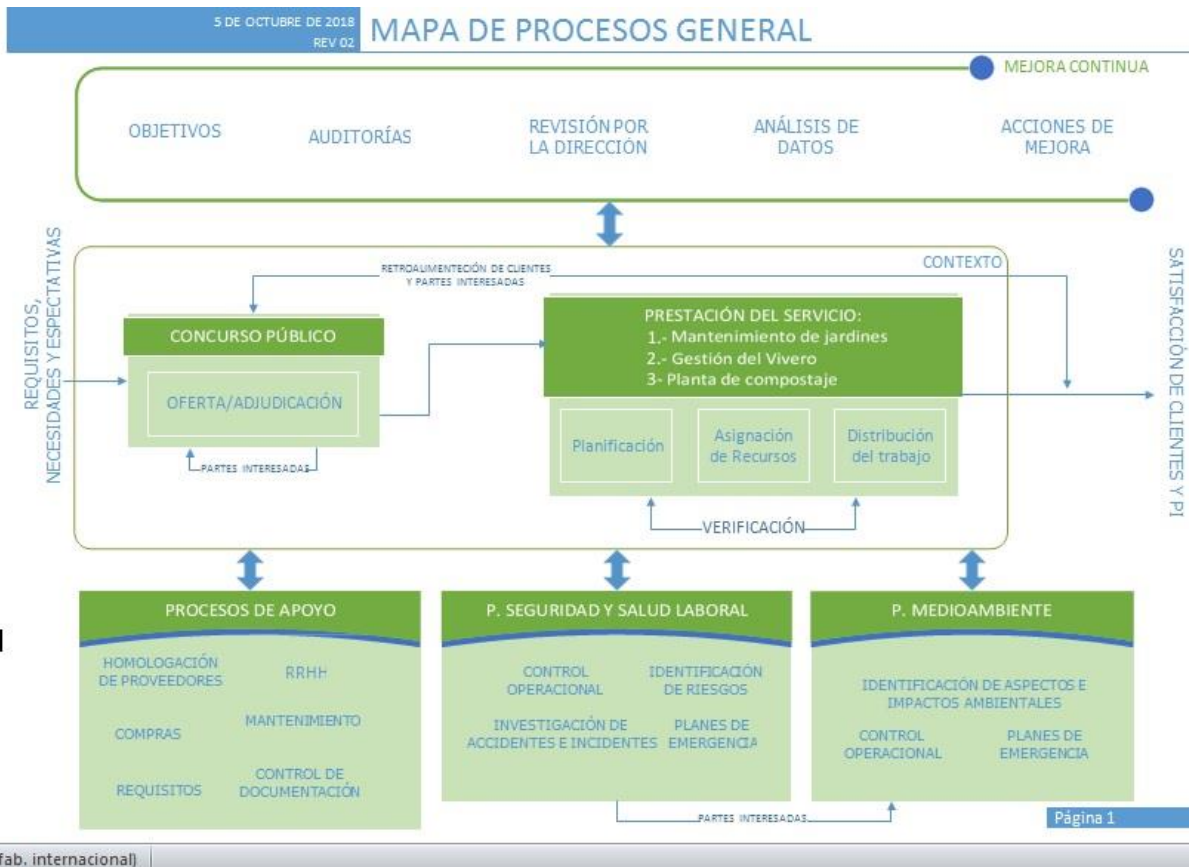 5 DE OCTUBRE DE 2018
REV 02
MAPA DE PROCESOS GENERAL
MEJORA CONTINUA
OBJETIVOS
AUDITORÍAS
REVISIÓN POR
LA DIRECCIÓN
ANÁLISIS DE
DATOS
ACCIONES DE
MEJORA
REQUISITOS,
NECESIDADES Y ESPECTATIVAS
CONTEXTO
RETROALIMENTECIÓN DE CLIENTES
Y PARTES INTERESADAS
CONCURSO PÚBLICO
OFERTA/ADJUDICACIÓN
PARTES INTERESADAS
PRESTACIÓN DEL SERVICIO:
1.- Mantenimiento de jardines
2.- Gestión del Vivero
3- Planta de compostaje
Planificación
Asignación
de Recursos
Distribución
del trabajo
VERIFICACIÓN
SATISFACCIÓN DE CLIENTES Y PI
PROCESOS DE APOYO
HOMOLOGACIÓN
DE PROVEEDORES
RRHH
COMPRAS
MANTENIMIENTO
REQUISITOS
CONTROL DE
DOCUMENTACIÓN
P. SEGURIDAD Y SALUD LABORAL
CONTROL
OPERACIONAL
IDENTIFICACIÓN
DE RIESGOS
INVESTIGACIÓN DE
ACCIDENTES E INCIDENTES
PLANES DE
EMERGENCIA
P. MEDIOAMBIENTE
IDENTIFICACIÓN DE ASPECTOS E
IMPACTOS AMBIENTALES
CONTROL
OPERACIONAL
PLANES DE
EMERGENCIA
PARTES INTERESADAS
Página 1
fab. internacional)